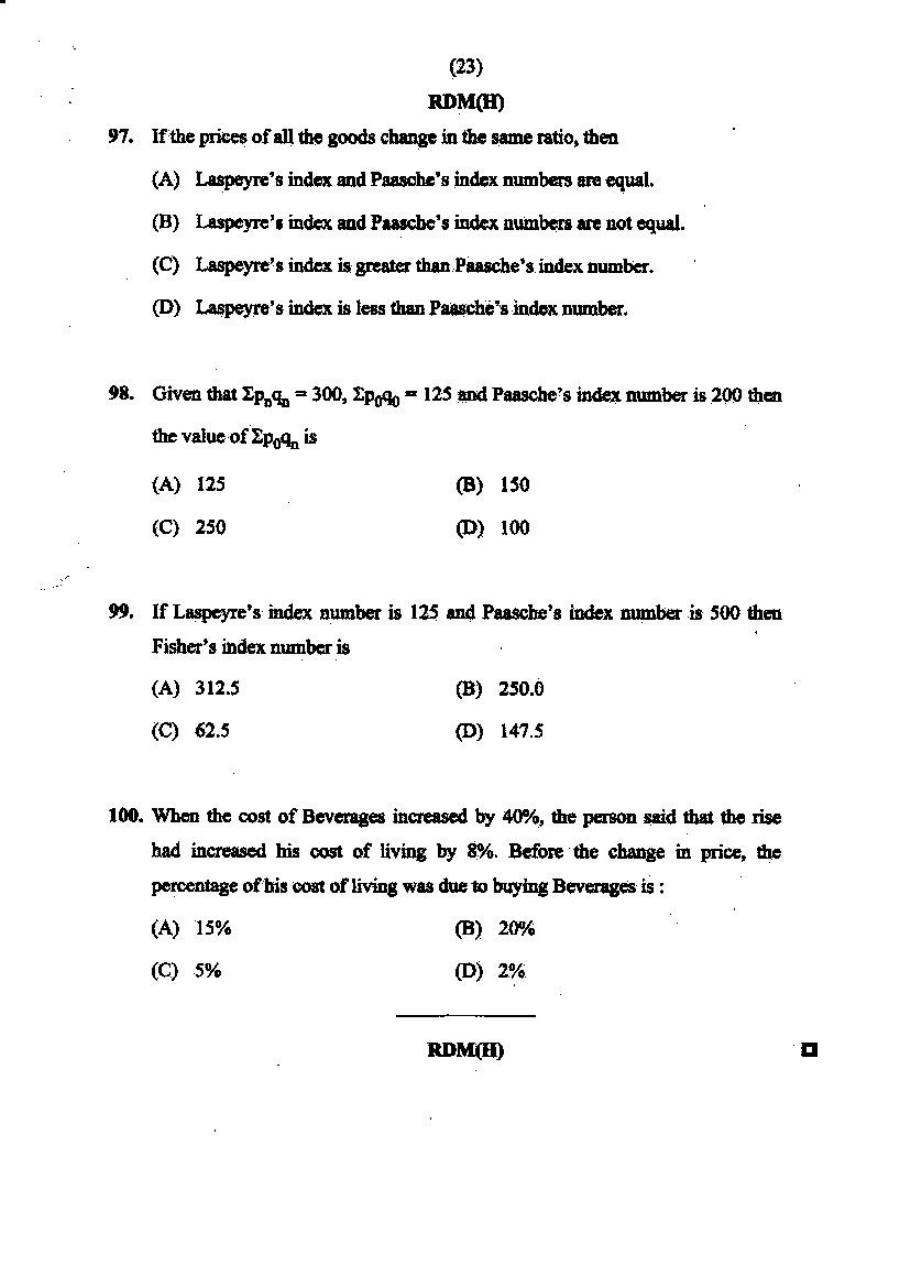 (23)
RDM(H)
97. If the prices of all the goods change in the same ratio, then
(A) Laspeyre's index and Paasche's index numbers are equal.
(B) Laspeyre's index and Paasche's index numbers are not equal.
(C) Laspeyre's index is greater than Paasche's index number.
(D) Laspeyre's index is less than Paasche's index number.
98. Given that Σpₙqₙ = 300, Σp₀q₀ = 125 and Paasche's index number is 200 then
the value of Σp₀qₙ is
(A) 125 (B) 150
(C) 250 (D) 100
99. If Laspeyre's index number is 125 and Paasche's index number is 500 then
Fisher's index number is
(A) 312.5 (B) 250.0
(C) 62.5 (D) 147.5
100. When the cost of Beverages increased by 40%, the person said that the rise
had increased his cost of living by 8%. Before the change in price, the
percentage of his cost of living was due to buying Beverages is :
(A) 15% (B) 20%
(C) 5% (D) 2%
RDM(H)